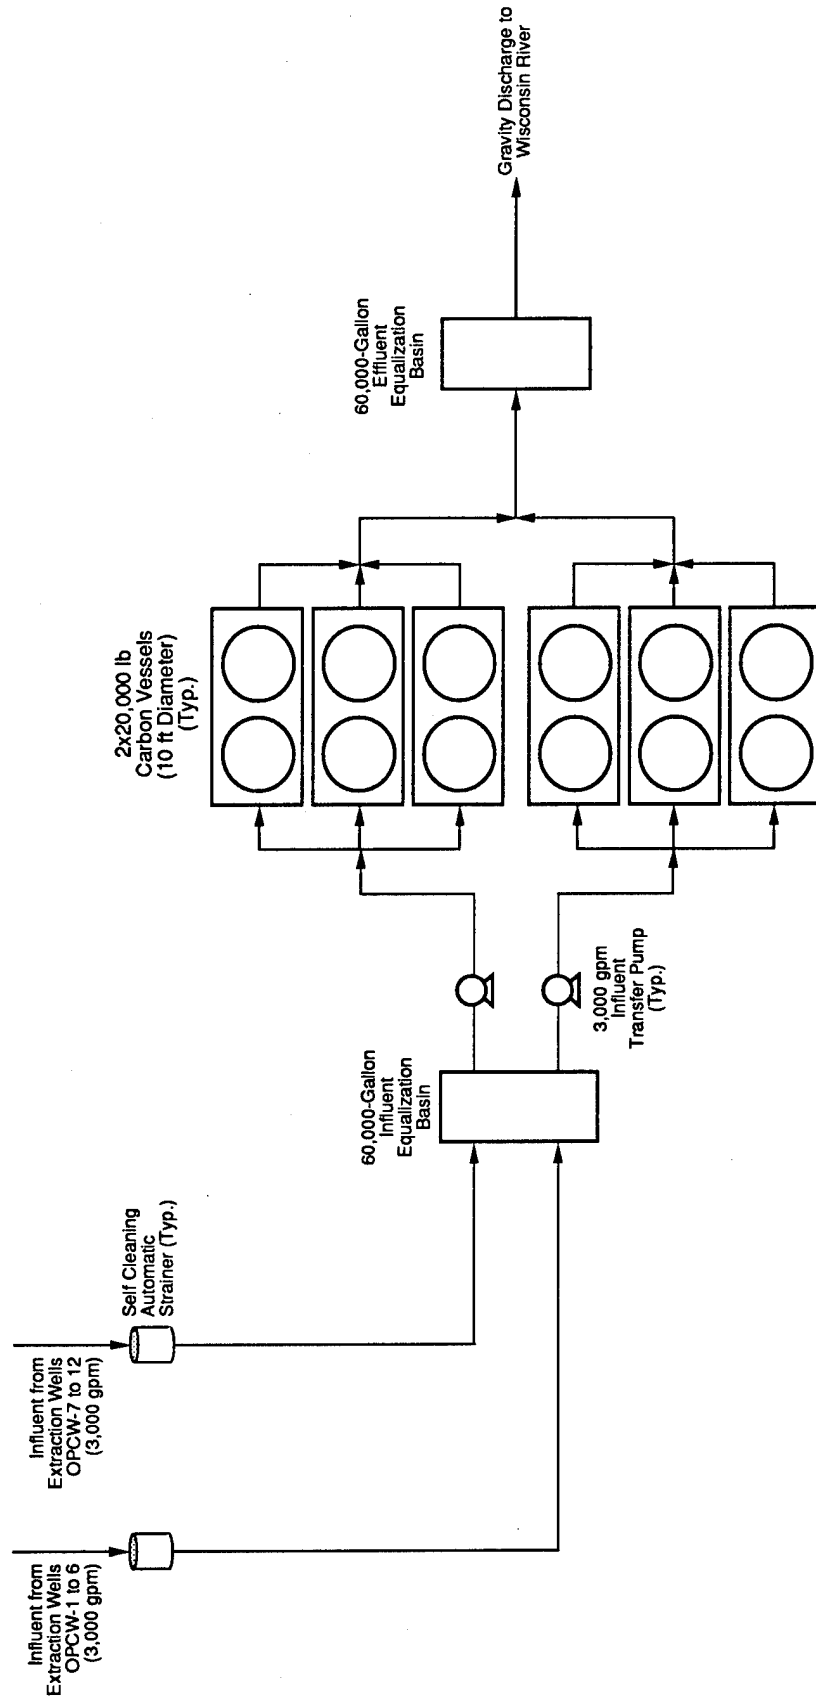 Influent from
Extraction Wells
OPCW-1 to 6
(3,000 gpm)
Influent from
Extraction Wells
OPCW-7 to 12
(3,000 gpm)
Self Cleaning
Automatic
Strainer (Typ.)
60,000-Gallon
Influent
Equalization
Basin
3,000 gpm
Influent
Transfer Pump
(Typ.)
2x20,000 lb
Carbon Vessels
(10 ft Diameter)
(Typ.)
60,000-Gallon
Effluent
Equalization
Basin
Gravity Discharge to
Wisconsin River